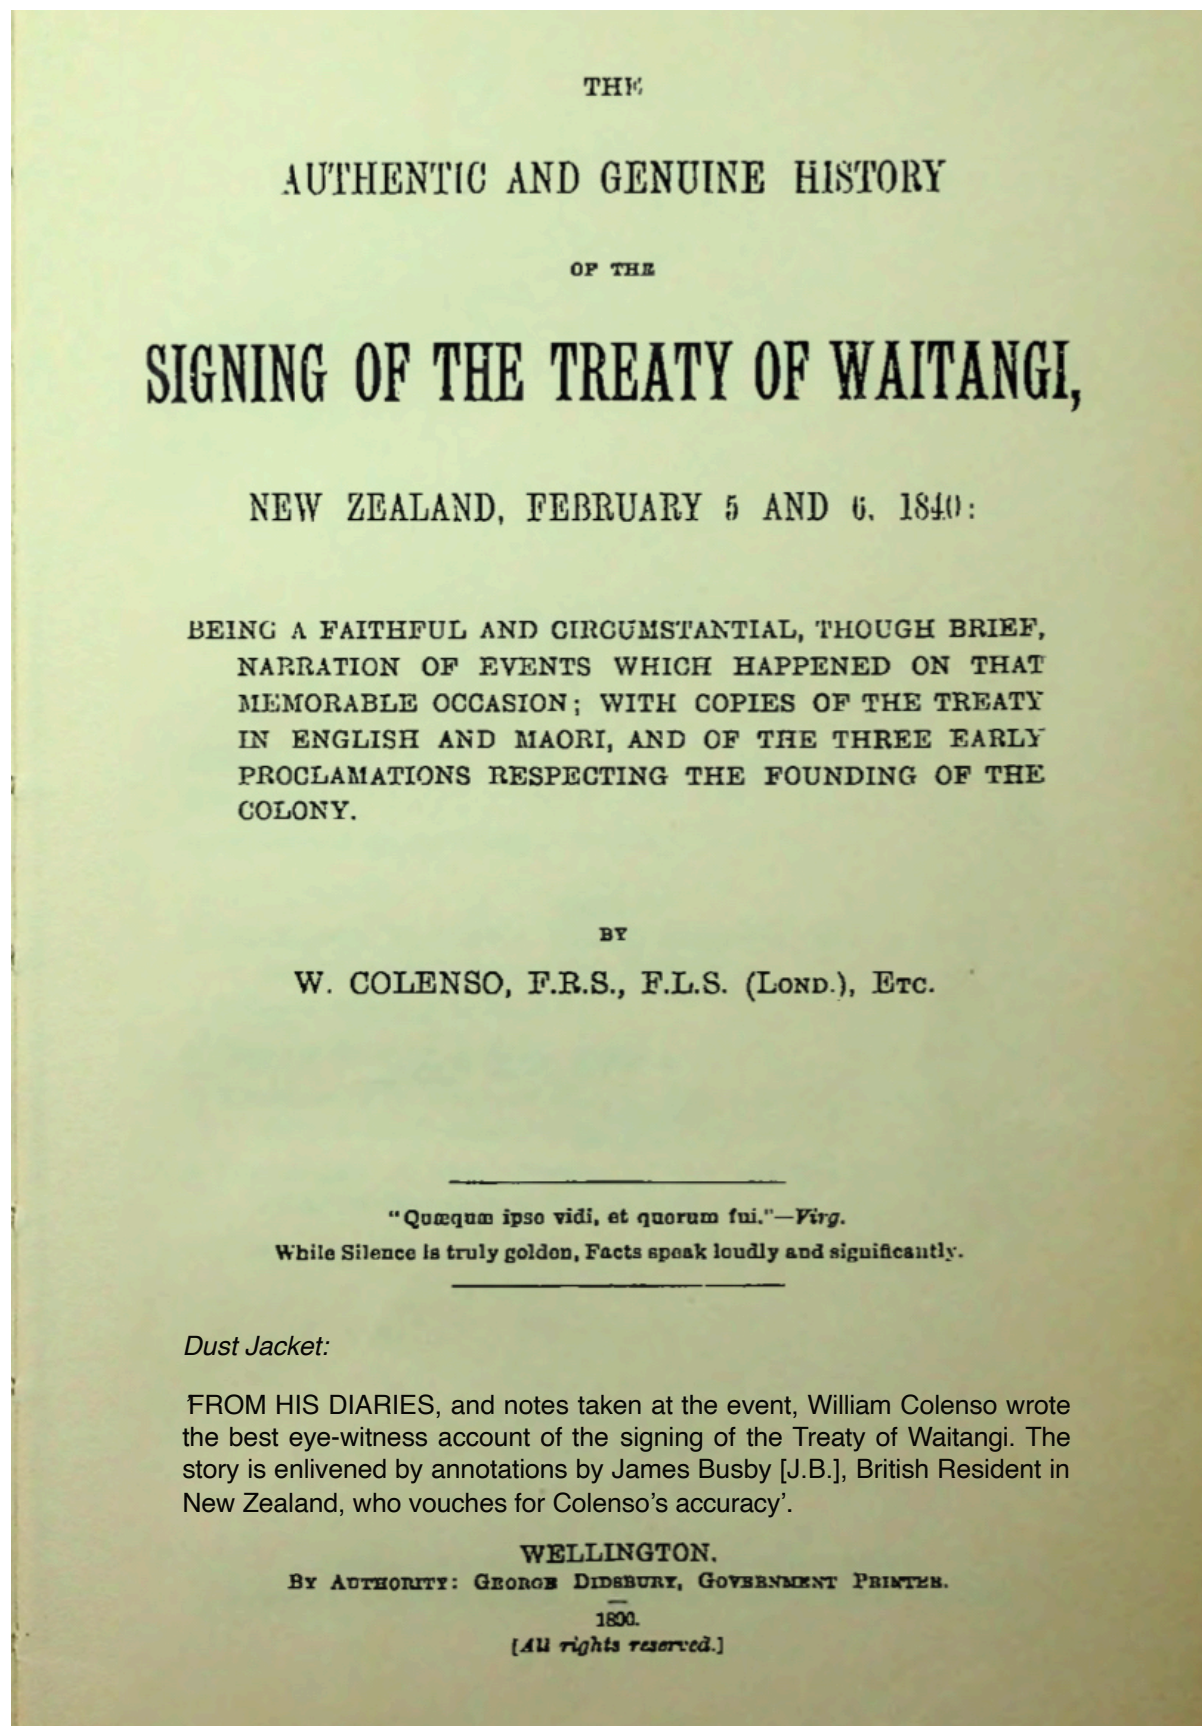 THE
AUTHENTIC AND GENUINE HISTORY
OF THE
SIGNING OF THE TREATY OF WAITANGI,
NEW ZEALAND, FEBRUARY 5 AND 6, 1840:
BEING A FAITHFUL AND CIRCUMSTANTIAL, THOUGH BRIEF,
NARRATION OF EVENTS WHICH HAPPENED ON THAT
MEMORABLE OCCASION; WITH COPIES OF THE TREATY
IN ENGLISH AND MAORI, AND OF THE THREE EARLY
PROCLAMATIONS RESPECTING THE FOUNDING OF THE
COLONY.
BY
W. COLENSO, F.R.S., F.L.S. (LOND.), ETC.
"Quæquæ ipso vidi, et quorum fui."—Virg.
While Silence is truly golden, Facts speak loudly and significantly.
Dust Jacket:
'FROM HIS DIARIES, and notes taken at the event, William Colenso wrote
the best eye-witness account of the signing of the Treaty of Waitangi. The
story is enlivened by annotations by James Busby [J.B.], British Resident in
New Zealand, who vouches for Colenso's accuracy'.
WELLINGTON.
BY AUTHORITY: GEORGE DIDSBURY, GOVERNMENT PRINTER.
1890.
[All rights reserved.]